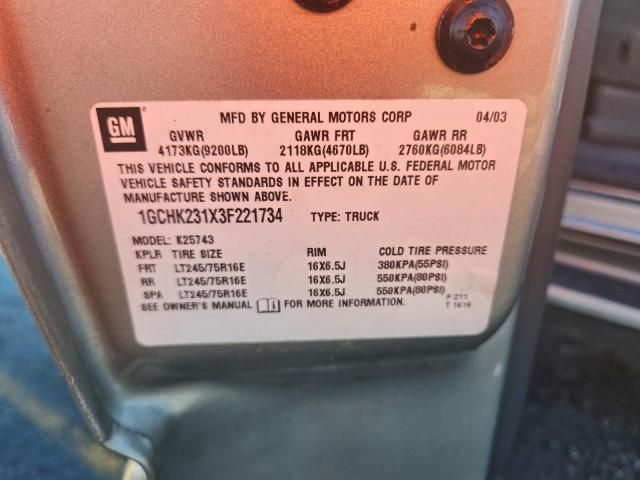 GM
MFD BY GENERAL MOTORS CORP 04/03
GVWR GAWR FRT GAWR RR
4173KG(9200LB) 2118KG(4670LB) 2760KG(6084LB)
THIS VEHICLE CONFORMS TO ALL APPLICABLE U.S. FEDERAL MOTOR
VEHICLE SAFETY STANDARDS IN EFFECT ON THE DATE OF
MANUFACTURE SHOWN ABOVE.
1GCHK231X3F221734 TYPE: TRUCK
MODEL: K25743
KPLR TIRE SIZE RIM COLD TIRE PRESSURE
FRT LT245/75R16E 16X6.5J 380KPA(55PSI)
RR LT245/75R16E 16X6.5J 550KPA(80PSI)
SPA LT245/75R16E 16X6.5J 550KPA(80PSI)
SEE OWNER'S MANUAL FOR MORE INFORMATION.
F 211
T 1616